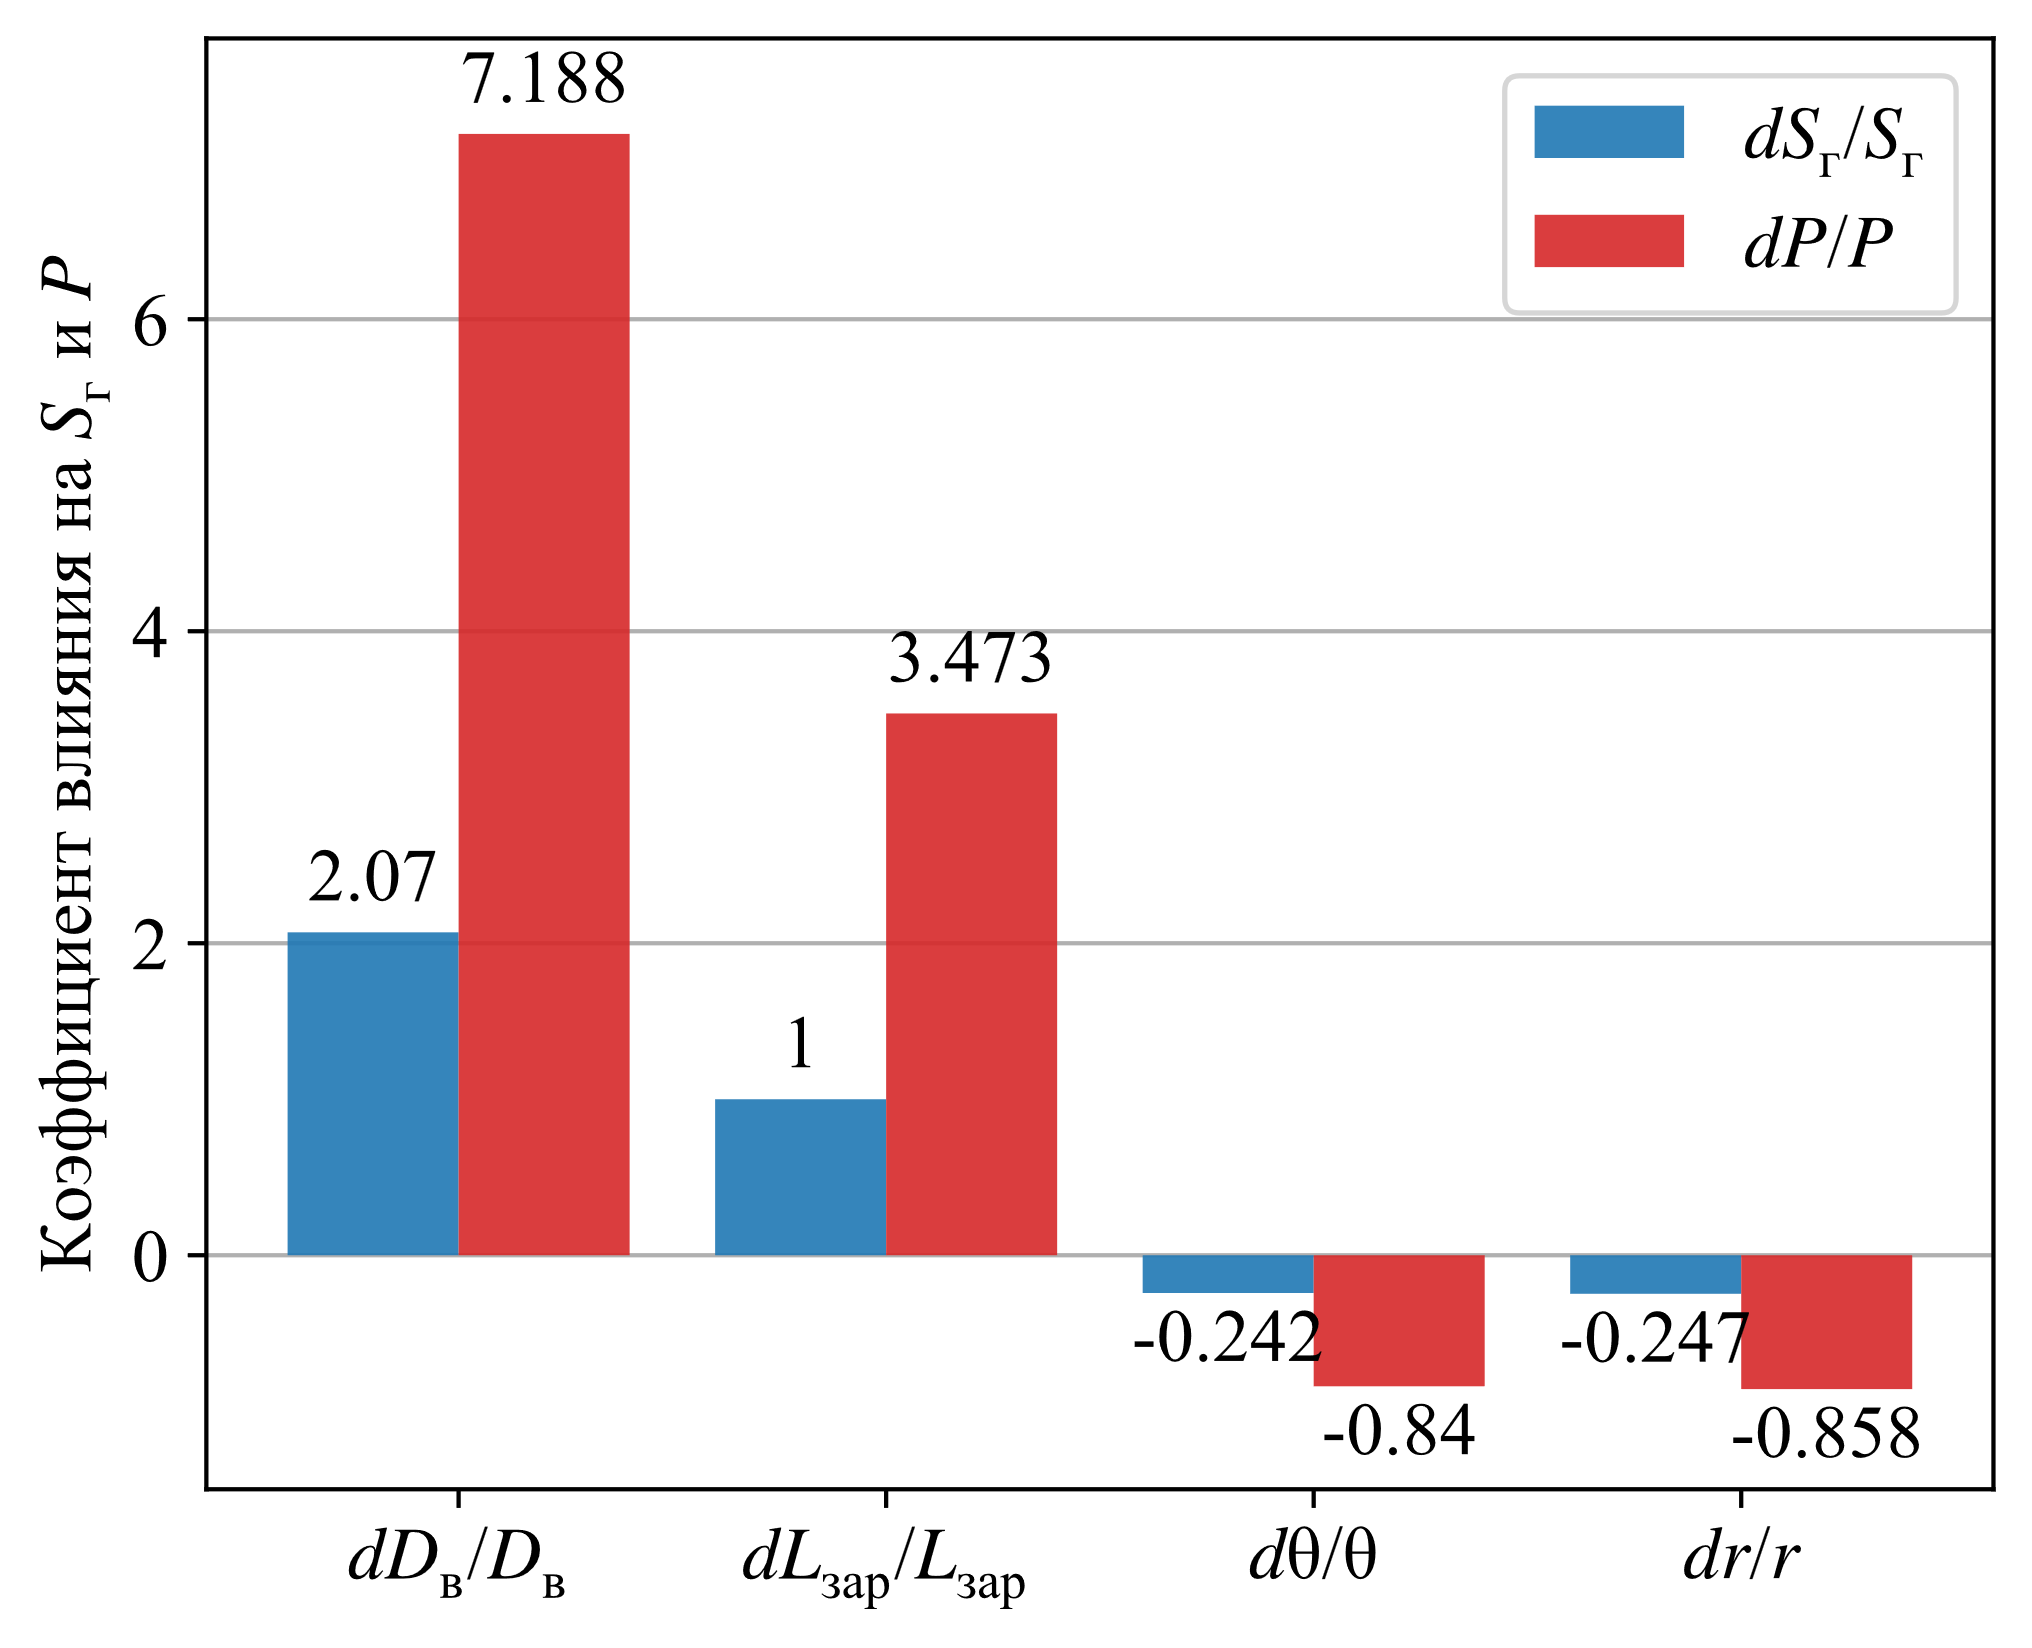 Коэффициент влияния на Sг и P
6
4
2
0
7.188
2.07
3.473
1
-0.242
-0.84
-0.247
-0.858
dSг/Sг
dP/P
dDв/Dв
dLзар/Lзар
dθ/θ
dr/r